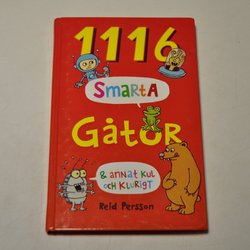 1116
SMARTA
GÅTOR
& ANNAT KUL
OCH KLURIGT
Reid Persson